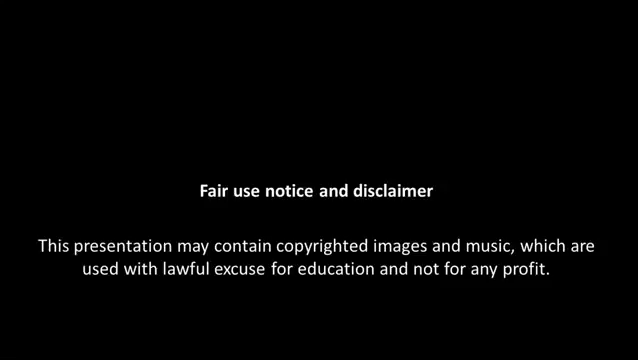 Fair use notice and disclaimer
This presentation may contain copyrighted images and music, which are
used with lawful excuse for education and not for any profit.